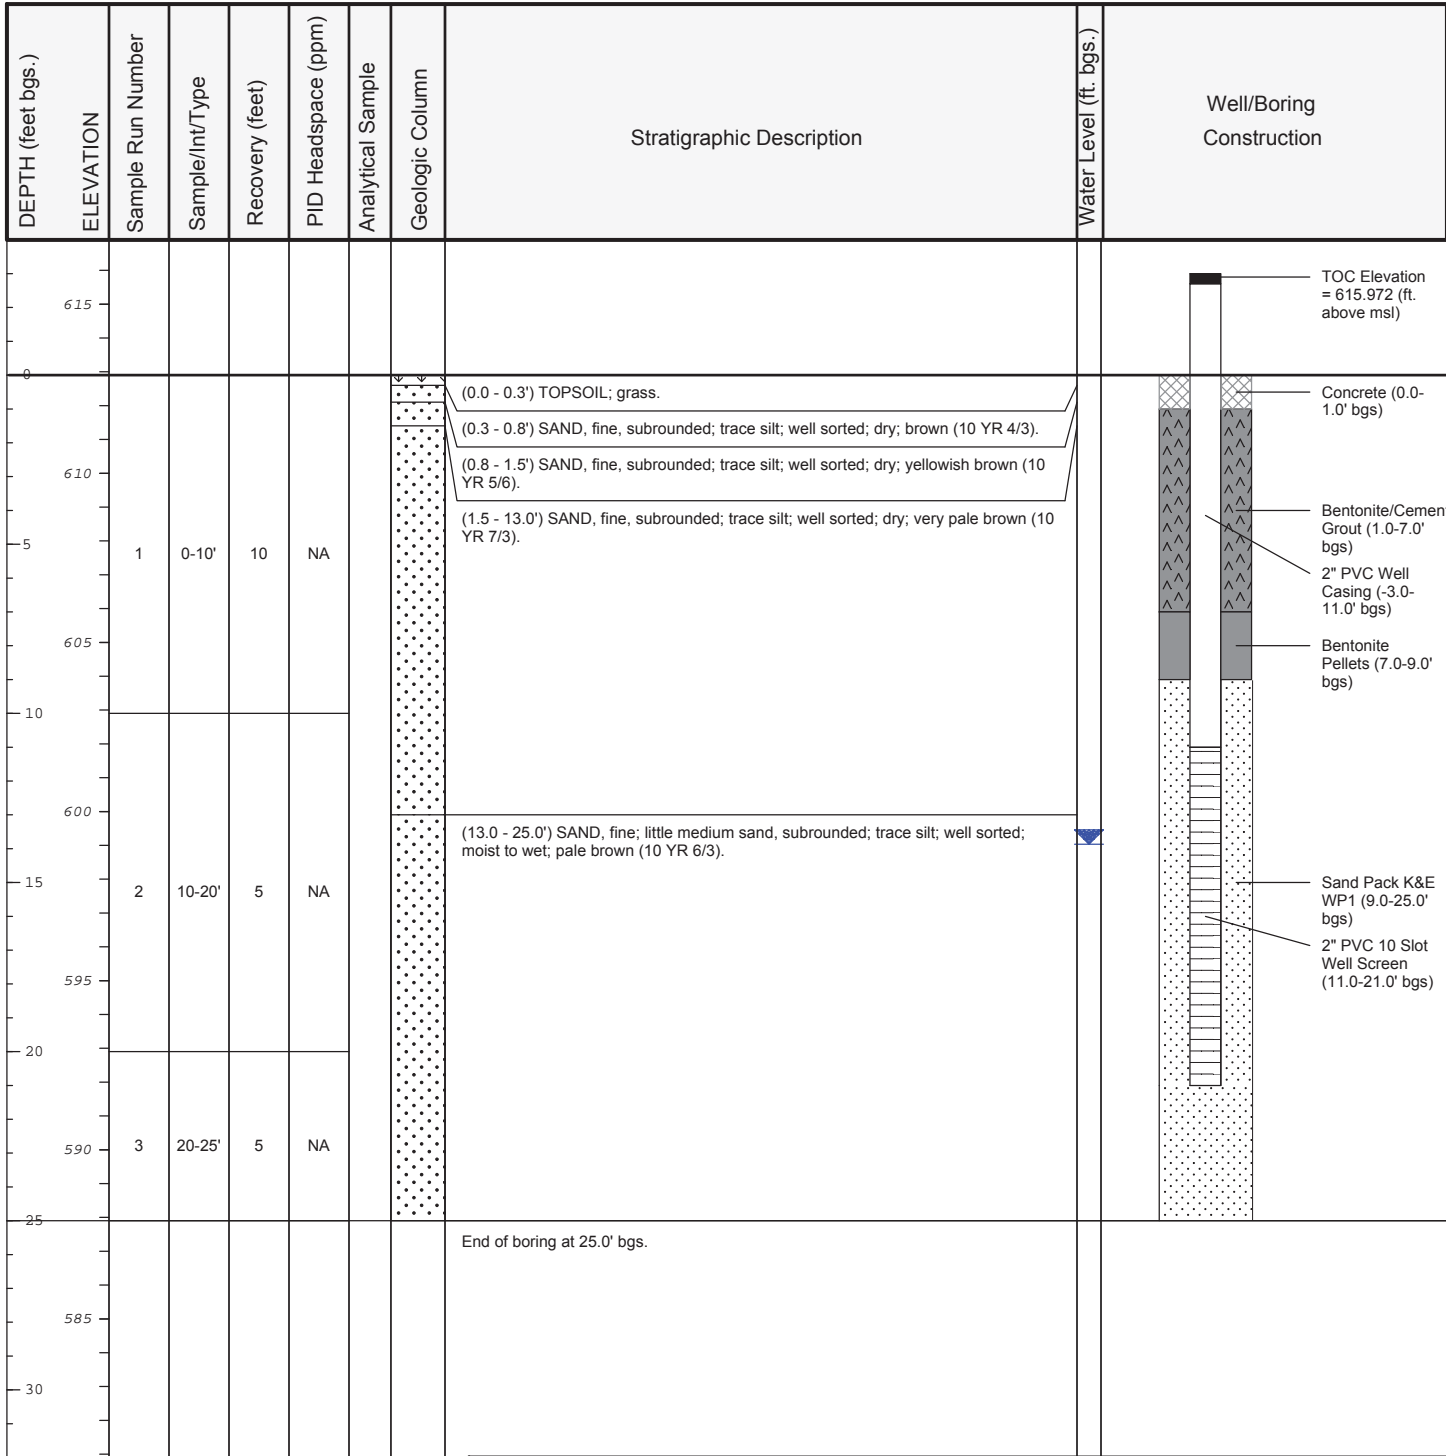 DEPTH (feet bgs.)
ELEVATION
Sample Run Number
Sample/Int/Type
Recovery (feet)
PID Headspace (ppm)
Analytical Sample
Geologic Column
Stratigraphic Description
Water Level (ft. bgs.)
Well/Boring
Construction
615
TOC Elevation
= 615.972 (ft.
above msl)
0
(0.0 - 0.3') TOPSOIL; grass.
Concrete (0.0-
1.0' bgs)
(0.3 - 0.8') SAND, fine, subrounded; trace silt; well sorted; dry; brown (10 YR 4/3).
610
(0.8 - 1.5') SAND, fine, subrounded; trace silt; well sorted; dry; yellowish brown (10
YR 5/6).
(1.5 - 13.0') SAND, fine, subrounded; trace silt; well sorted; dry; very pale brown (10
YR 7/3).
Bentonite/Cemen
Grout (1.0-7.0'
bgs)
5
1
0-10'
10
NA
2" PVC Well
Casing (-3.0-
11.0' bgs)
605
Bentonite
Pellets (7.0-9.0'
bgs)
10
600
(13.0 - 25.0') SAND, fine; little medium sand, subrounded; trace silt; well sorted;
moist to wet; pale brown (10 YR 6/3).
15
2
10-20'
5
NA
Sand Pack K&E
WP1 (9.0-25.0'
bgs)
2" PVC 10 Slot
Well Screen
(11.0-21.0' bgs)
595
20
590
3
20-25'
5
NA
25
End of boring at 25.0' bgs.
585
30